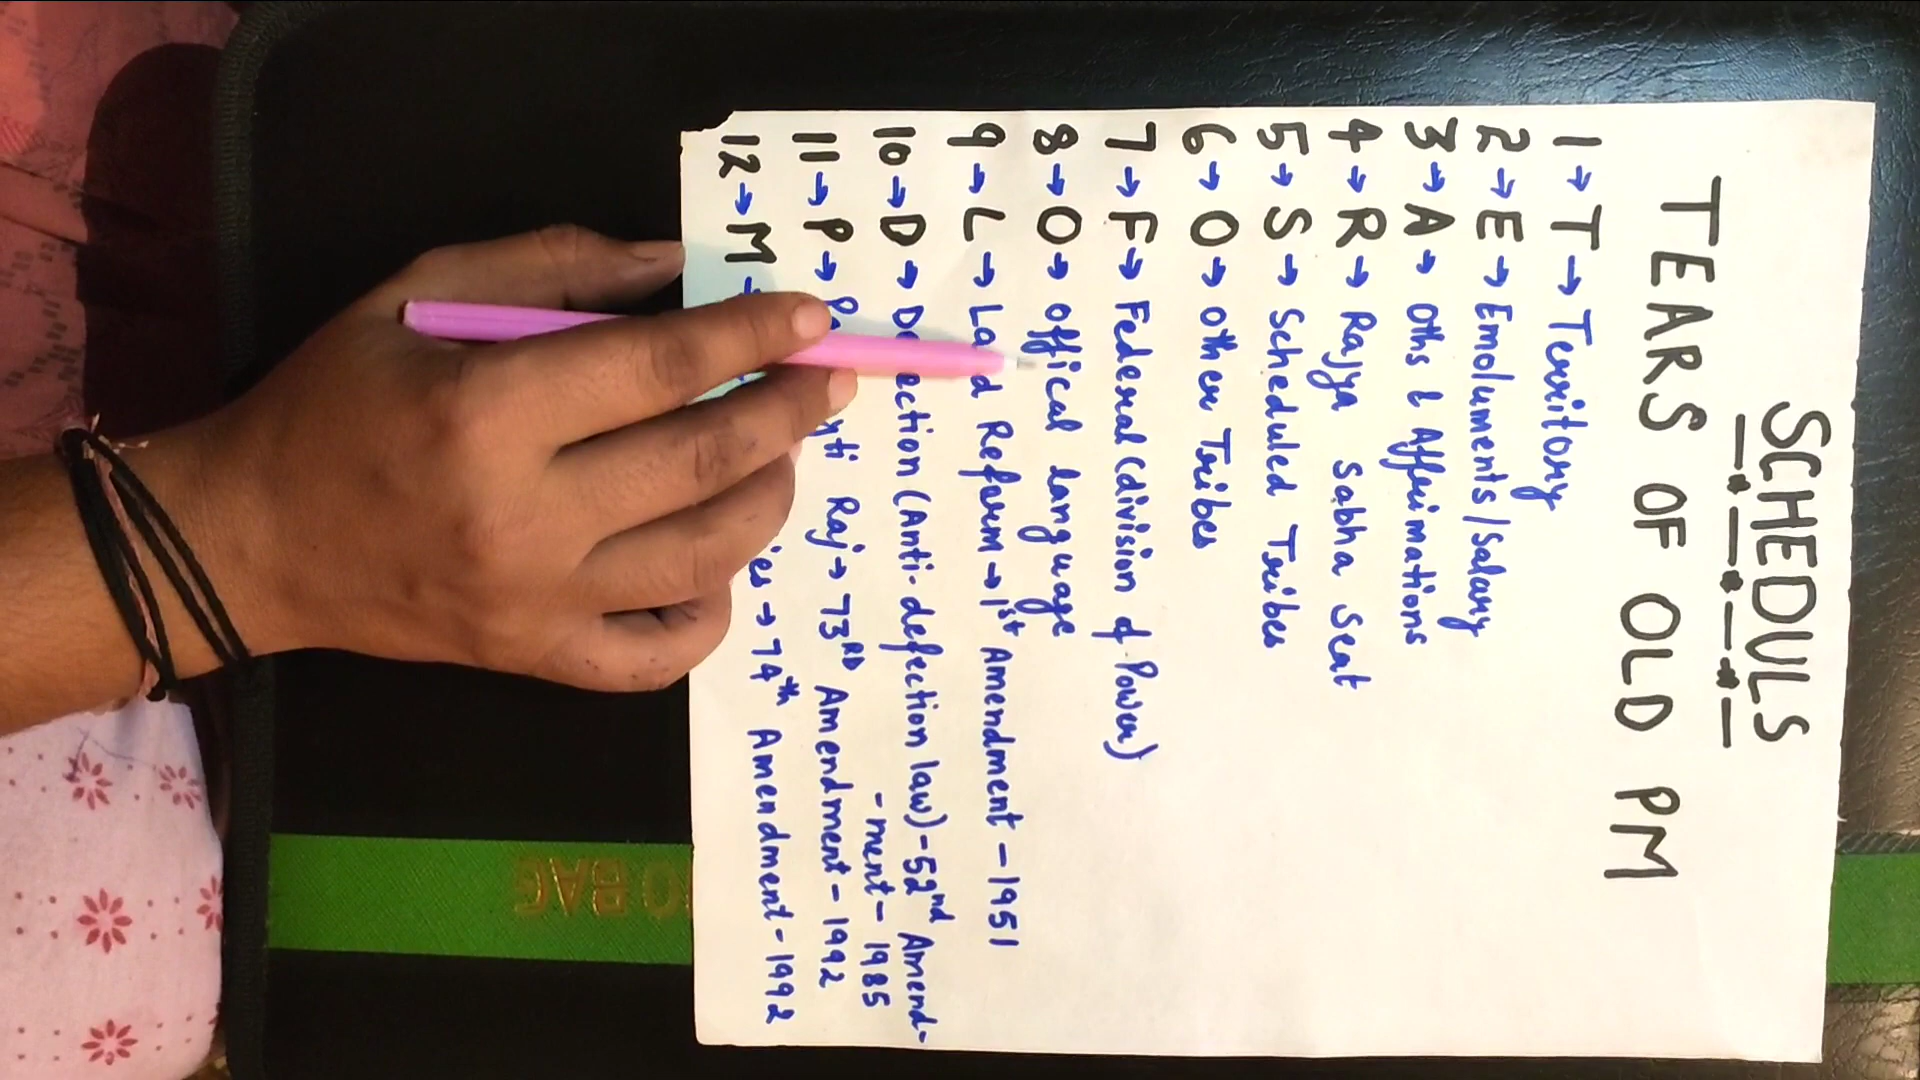 SCHEDULS
TEARS OF OLD PM
1 → T → Territory
2 → E → Emoluments/Salary
3 → A → Oths & Affrimations
4 → R → Rajya Sabha Seat
5 → S → Scheduled Tribes
6 → O → Other Tribes
7 → F → Federal (division of Power)
8 → O → offical language
9 → L → Land Reform → 1st Amendment - 1951
10 → D → Defection (Anti-defection law) - 52nd Amend-
-ment - 1985
11 → P → Raj → 73RD Amendment - 1992
12 → M → 74th Amendment - 1992
BAG